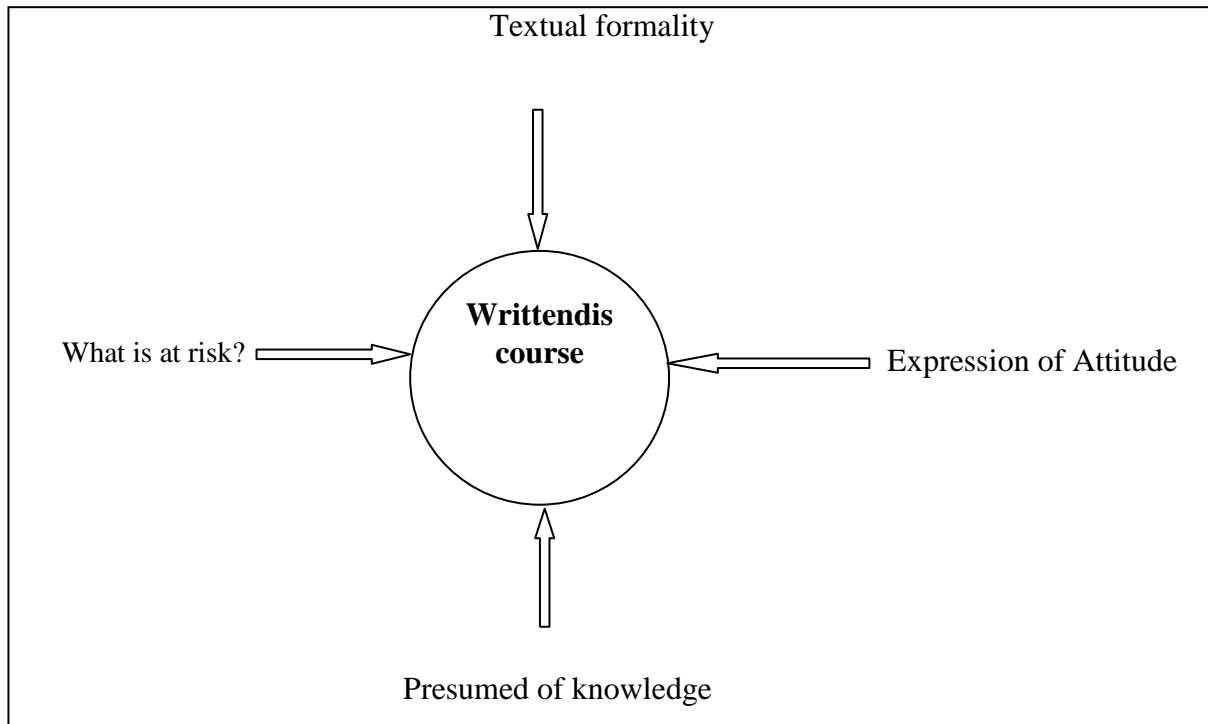 Textual formality
Writtendis
course
What is at risk?
Expression of Attitude
Presumed of knowledge